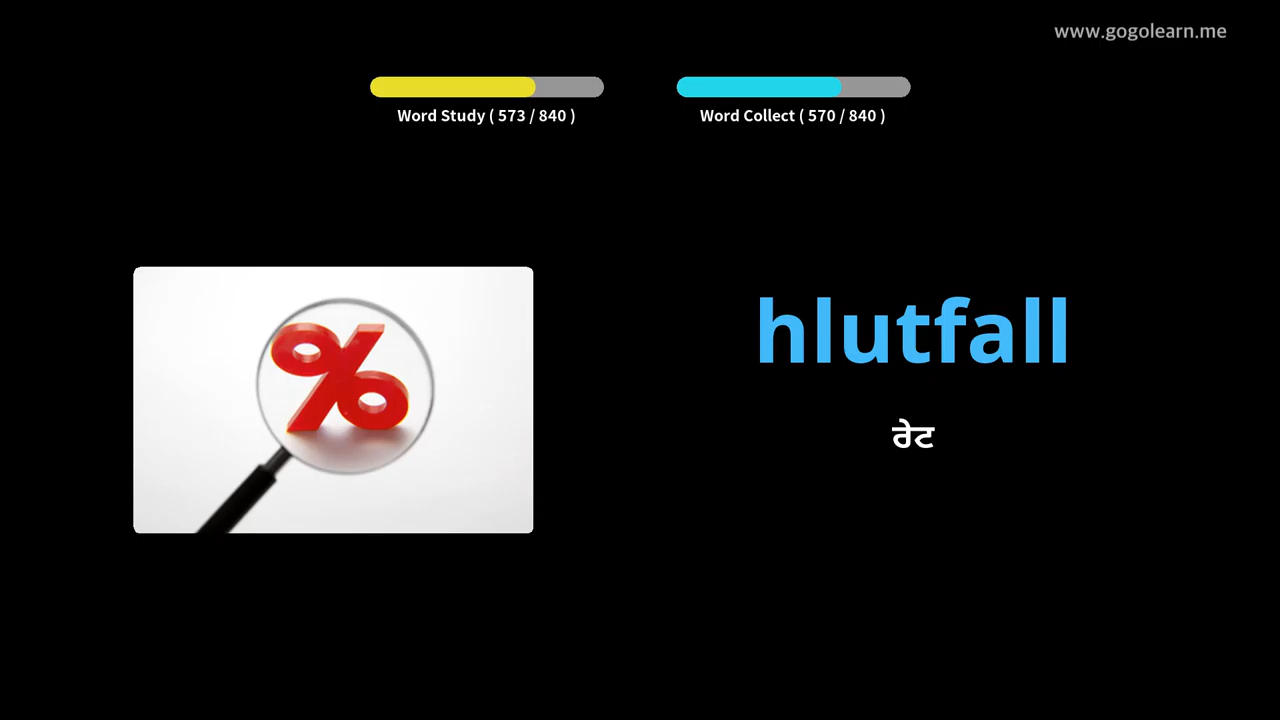 www.gogolearn.me
Word Study ( 573 / 840 )
Word Collect ( 570 / 840 )
%
hlutfall
ਰੇਟ